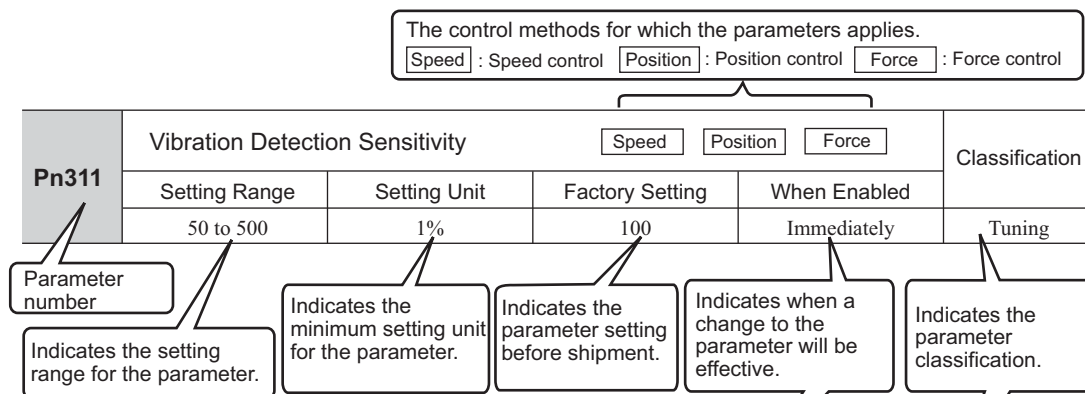 The control methods for which the parameters applies.
Speed : Speed control Position : Position control Force : Force control
Pn311
Vibration Detection Sensitivity Speed Position Force
Classification
Setting Range Setting Unit Factory Setting When Enabled
50 to 500 1% 100 Immediately Tuning
Parameter
number
Indicates the setting
range for the parameter.
Indicates the
minimum setting unit
for the parameter.
Indicates the
parameter setting
before shipment.
Indicates when a
change to the
parameter will be
effective.
Indicates the
parameter
classification.